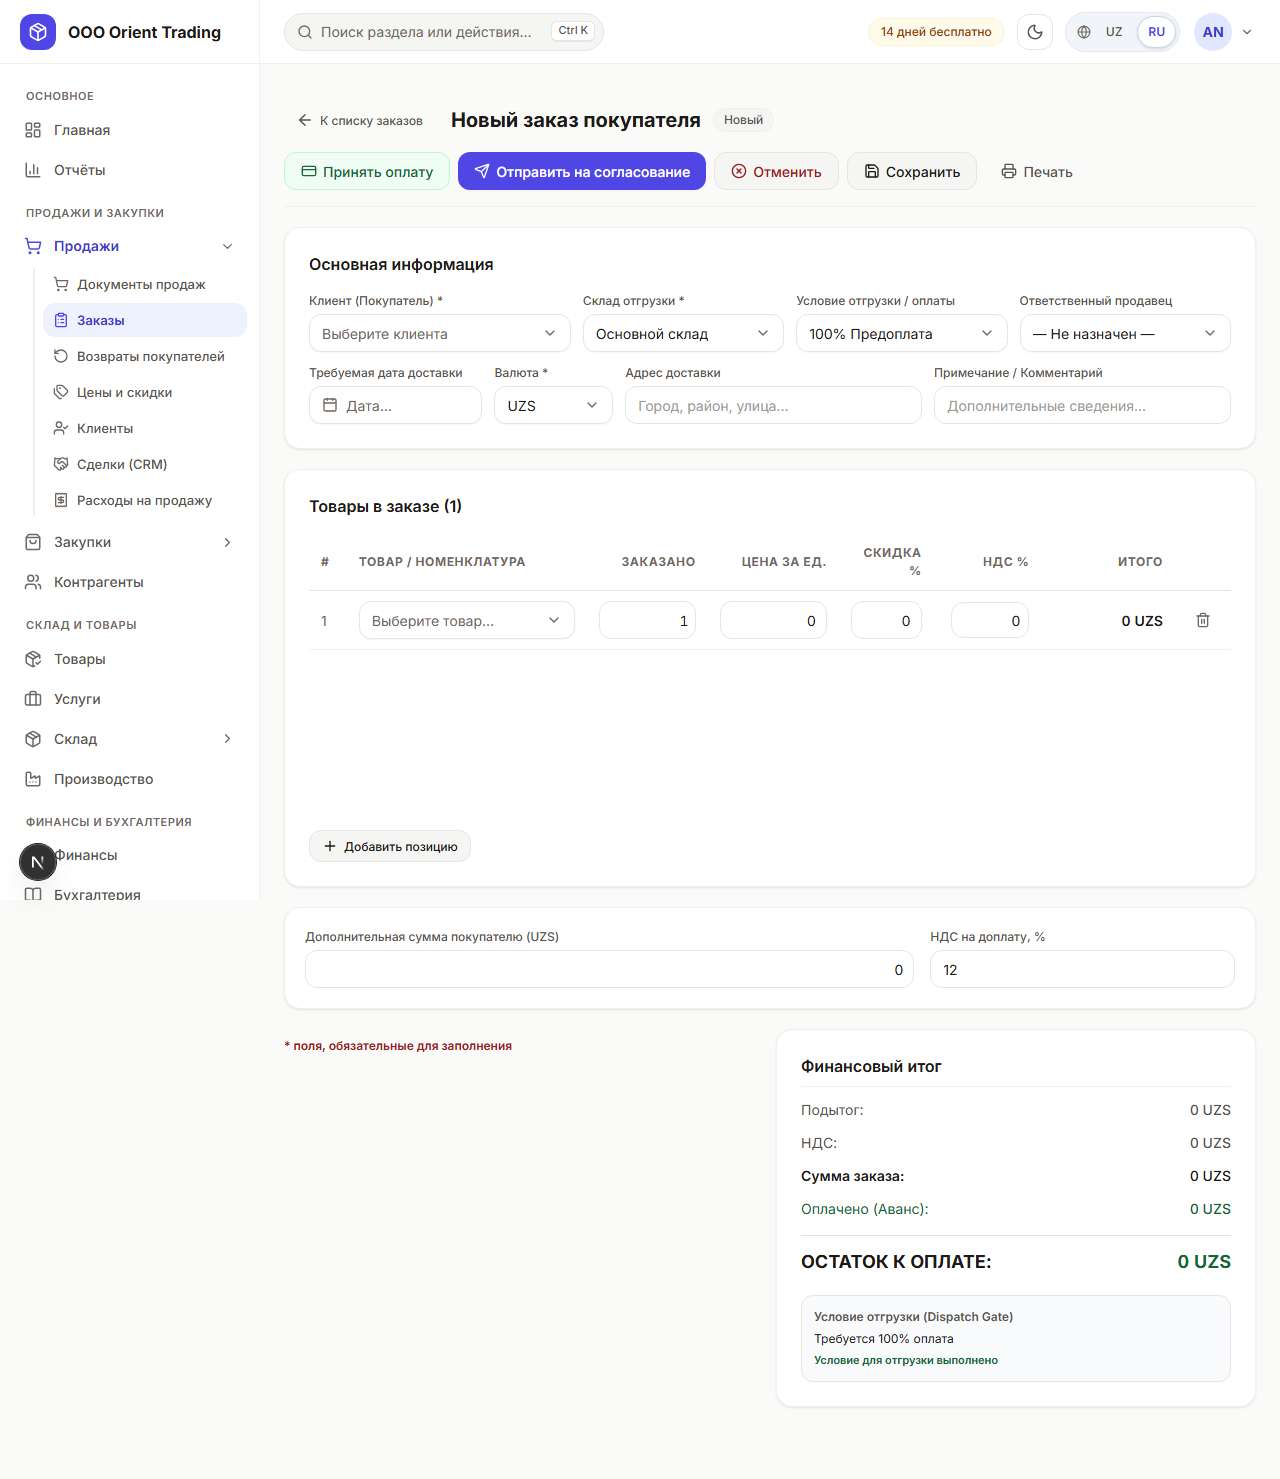 ООО Orient Trading
Поиск раздела или действия...
Ctrl K
14 дней бесплатно
UZ
RU
AN
ОСНОВНОЕ
Главная
Отчёты
ПРОДАЖИ И ЗАКУПКИ
Продажи
Документы продаж
Заказы
Возвраты покупателей
Цены и скидки
Клиенты
Сделки (CRM)
Расходы на продажу
Закупки
Контрагенты
СКЛАД И ТОВАРЫ
Товары
Услуги
Склад
Производство
ФИНАНСЫ И БУХГАЛТЕРИЯ
Финансы
N
Бухгалтерия
К списку заказов
Новый заказ покупателя
Новый
Принять оплату
Отправить на согласование
Отменить
Сохранить
Печать
Основная информация
Клиент (Покупатель) *
Склад отгрузки *
Условие отгрузки / оплаты
Ответственный продавец
Выберите клиента
Основной склад
100% Предоплата
— Не назначен —
Требуемая дата доставки
Валюта *
Адрес доставки
Примечание / Комментарий
Дата...
UZS
Город, район, улица...
Дополнительные сведения...
Товары в заказе (1)
# ТОВАР / НОМЕНКЛАТУРА ЗАКАЗАНО ЦЕНА ЗА ЕД. СКИДКА % НДС % ИТОГО
1 Выберите товар... 1 0 0 0 0 UZS
Добавить позицию
Дополнительная сумма покупателю (UZS)
НДС на доплату, %
0
12
* поля, обязательные для заполнения
Финансовый итог
Подытог: 0 UZS
НДС: 0 UZS
Сумма заказа: 0 UZS
Оплачено (Аванс): 0 UZS
ОСТАТОК К ОПЛАТЕ: 0 UZS
Условие отгрузки (Dispatch Gate)
Требуется 100% оплата
Условие для отгрузки выполнено